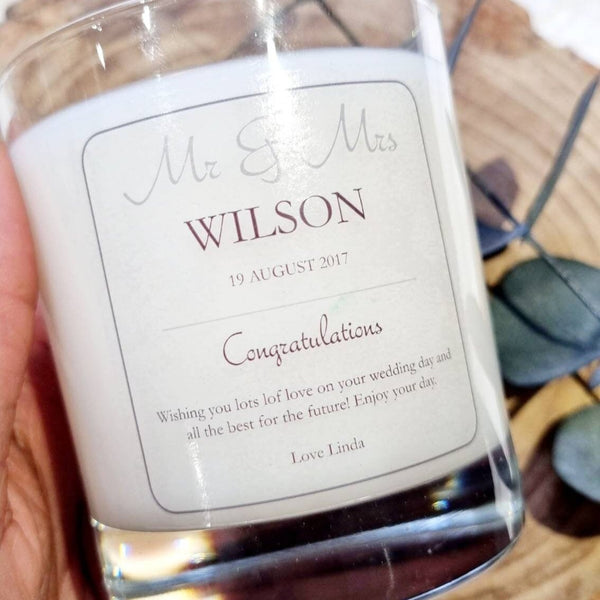 Mr & Mrs
WILSON
19 AUGUST 2017
Congratulations
Wishing you lots lof love on your wedding day and
all the best for the future! Enjoy your day.
Love Linda